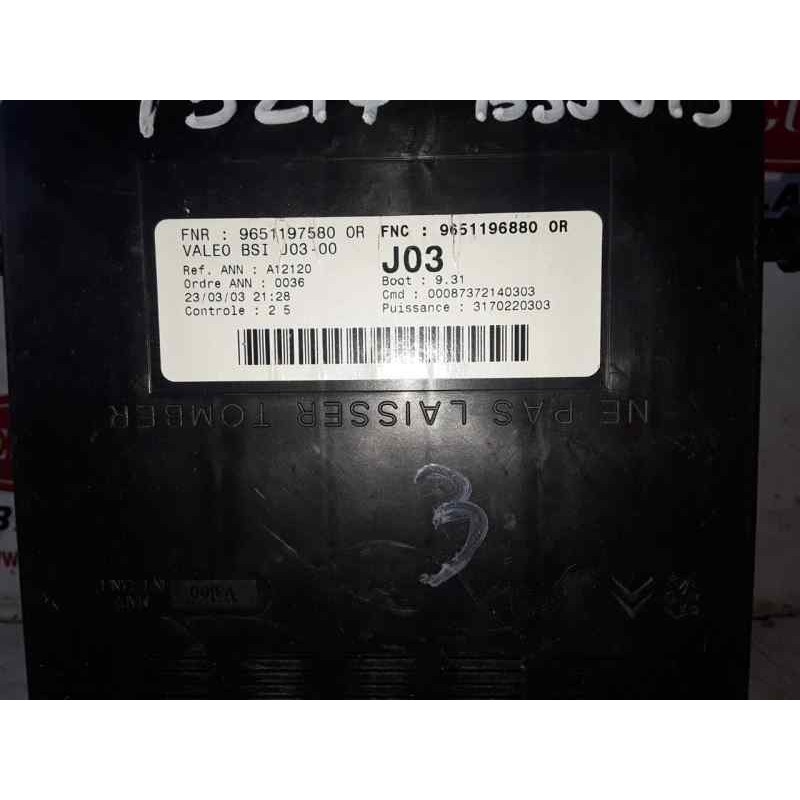 FNR : 9651197580 OR FNC : 9651196880 OR
VALEO BSI J03-00 J03
Ref. ANN : A12120 Boot : 9.31
Ordre ANN : 0036 Cmd : 00087372140303
23/03/03 21:28 Puissance : 3170220303
Controle : 2 5
NE PAS LAISSER TOMBER
3
Valeo